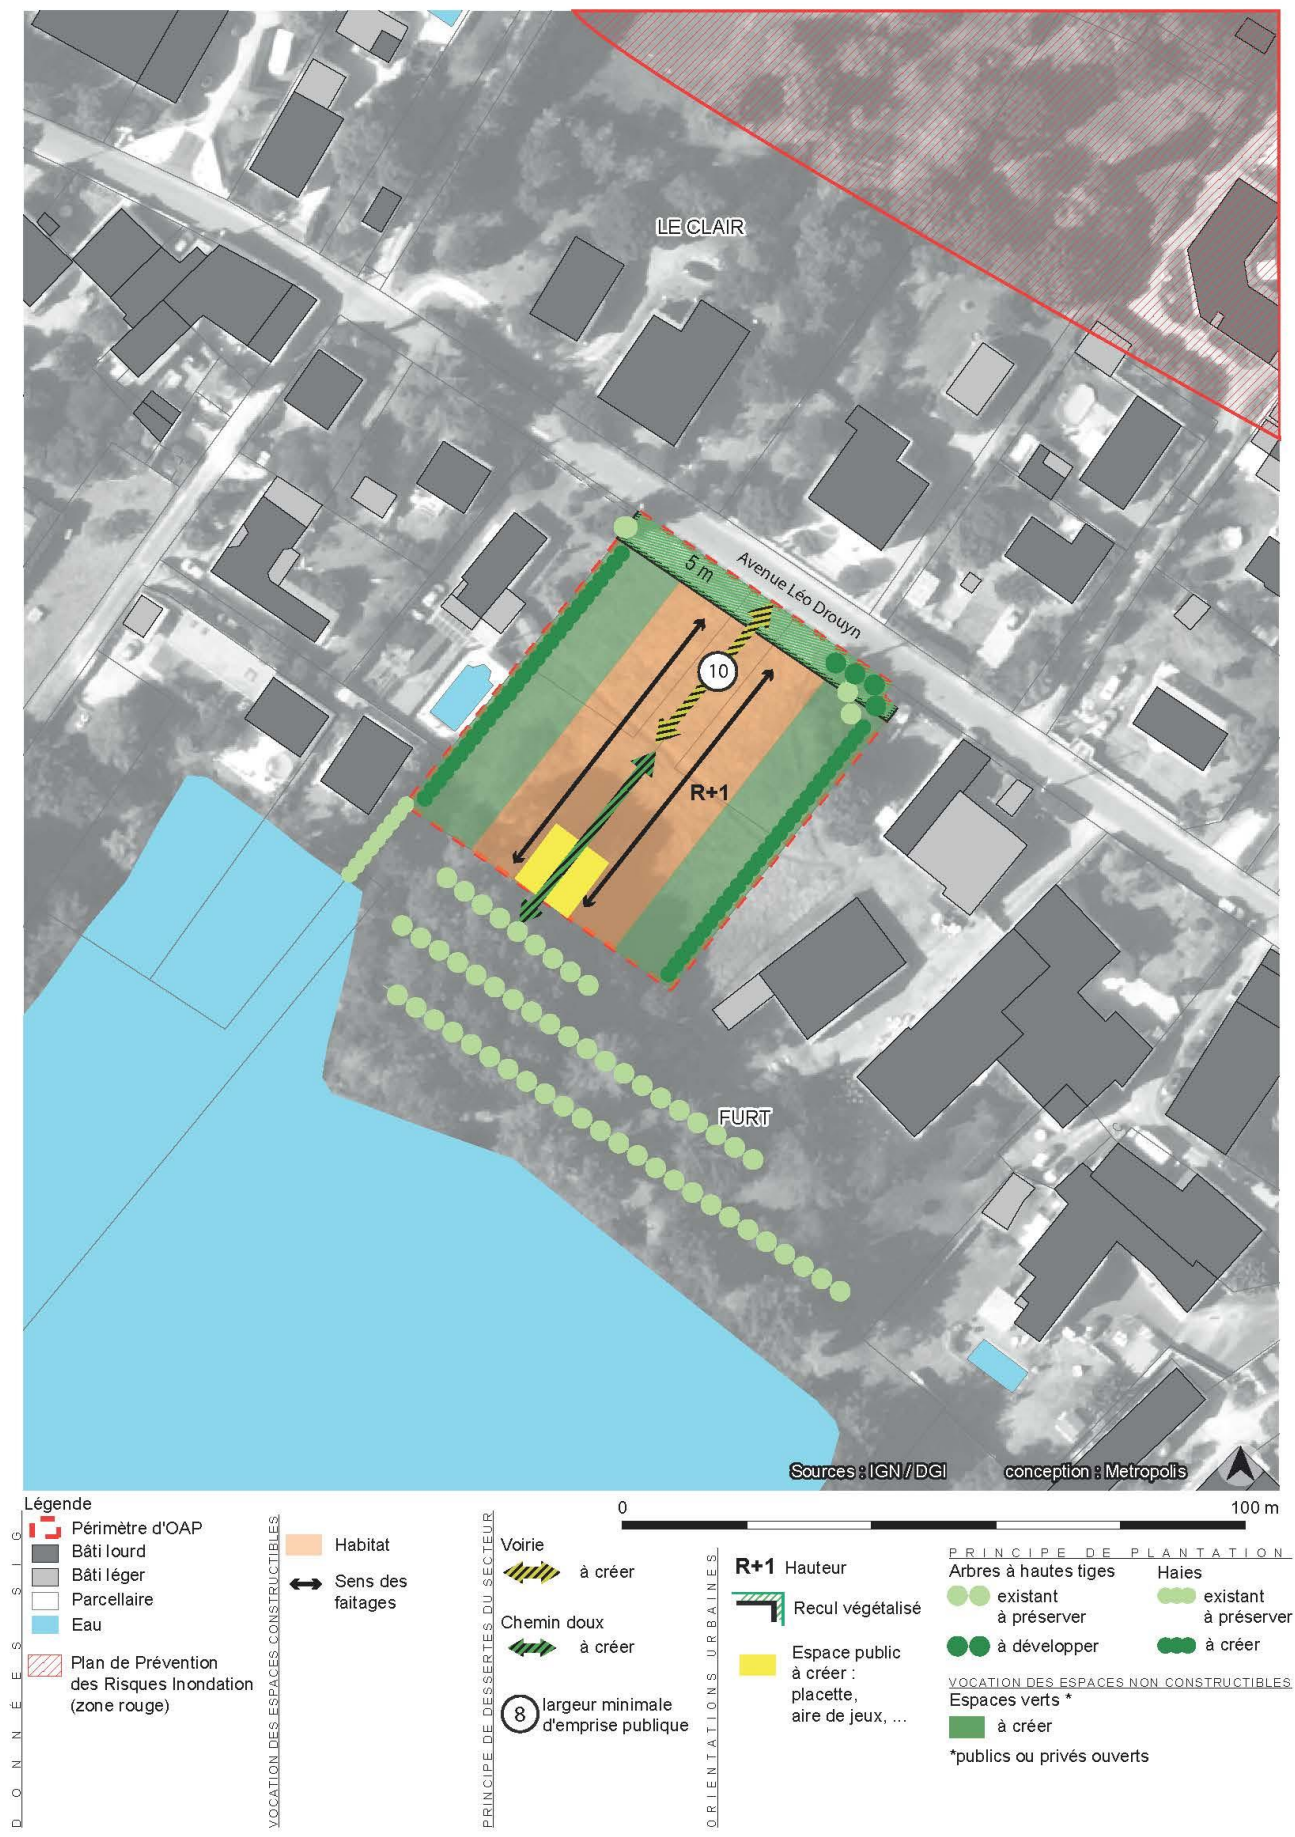 LE CLAIR
5 m
Avenue Léo Drouyn
10
R+1
FURT
Sources : IGN / DGI
conception : Metropolis
0
100 m
Légende
DONNÉES SIG
Périmètre d'OAP
Bâti lourd
Bâti léger
Parcellaire
Eau
Plan de Prévention
des Risques Inondation
(zone rouge)
VOCATION DES ESPACES CONSTRUCTIBLES
Habitat
Sens des
faitages
PRINCIPE DE DESSERTES DU SECTEUR
Voirie
à créer
Chemin doux
à créer
8
largeur minimale
d'emprise publique
ORIENTATIONS URBAINES
R+1 Hauteur
Recul végétalisé
Espace public
à créer :
placette,
aire de jeux, ...
PRINCIPE DE PLANTATION
Arbres à hautes tiges
existant
à préserver
à développer
Haies
existant
à préserver
à créer
VOCATION DES ESPACES NON CONSTRUCTIBLES
Espaces verts *
à créer
*publics ou privés ouverts